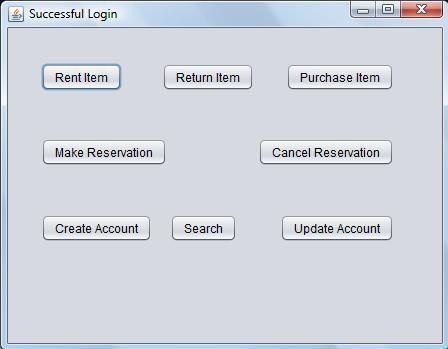 Successful Login
Rent Item Return Item Purchase Item
Make Reservation Cancel Reservation
Create Account Search Update Account